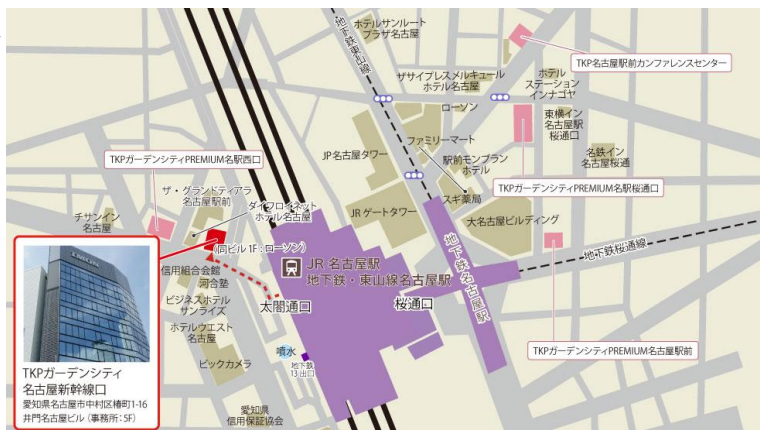 ホテルサンルート
プラザ名古屋
地下鉄東山線
TKP名古屋駅前カンファレンスセンター
ザサイプレスメルキュール
ホテル名古屋
ホテル
ステーション
インナゴヤ
ローソン
東横イン
名古屋駅
桜通口
ファミリーマート
名鉄イン
名古屋桜通
JP名古屋タワー
駅前モンブラン
ホテル
TKPガーデンシティPREMIUM名駅西口
TKPガーデンシティPREMIUM名駅桜通口
ザ・グランドティアラ
名古屋駅前
スギ薬局
ダイワロイネット
ホテル名古屋
チサンイン
名古屋
JRゲートタワー
大名古屋ビルディング
(同ビル1F:ローソン)
地下鉄名古屋駅
地下鉄桜通線
信用組合会館
河合塾
JR 名古屋駅
地下鉄・東山線名古屋駅
ビジネスホテル
サンライズ
太閤通口
桜通口
ホテルウエスト
名古屋
噴水
TKPガーデンシティPREMIUM名古屋駅前
ビックカメラ
地下鉄
13出口
TKPガーデンシティ
名古屋新幹線口
愛知県名古屋市中村区椿町1-16
井門名古屋ビル(事務所:5F)
愛知県
信用保証協会